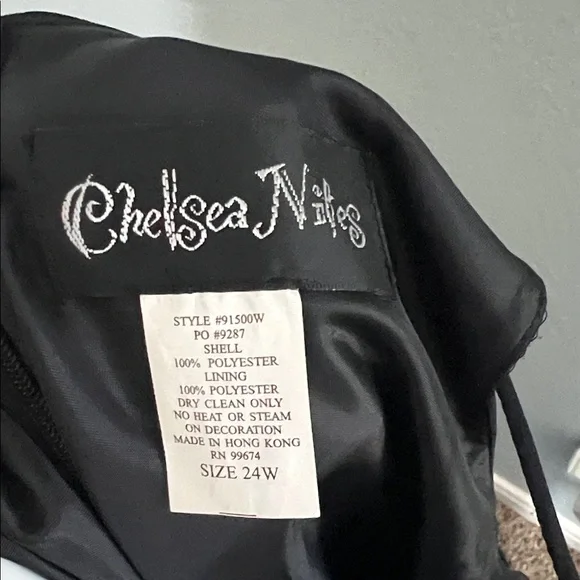 Chelsea Nites
STYLE #91500W
PO #9287
SHELL
100% POLYESTER
LINING
100% POLYESTER
DRY CLEAN ONLY
NO HEAT OR STEAM
ON DECORATION
MADE IN HONG KONG
RN 99674
SIZE 24W